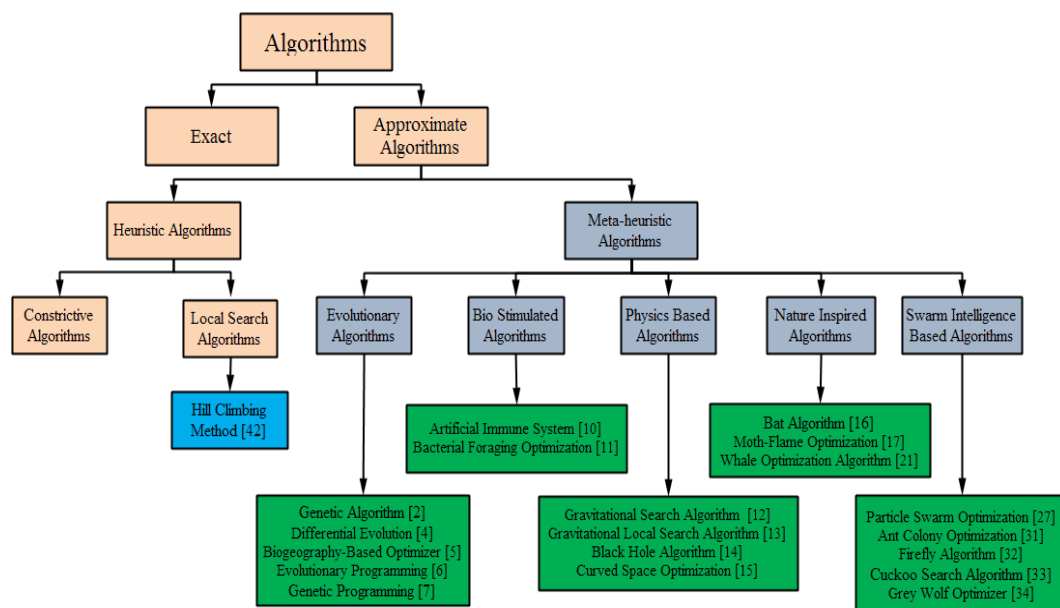 Algorithms
Exact
Approximate
Algorithms
Heuristic Algorithms
Meta-heuristic
Algorithms
Constrictive
Algorithms
Local Search
Algorithms
Evolutionary
Algorithms
Bio Stimulated
Algorithms
Physics Based
Algorithms
Nature Inspired
Algorithms
Swarm Intelligence
Based Algorithms
Hill Climbing
Method [42]
Artificial Immune System [10]
Bacterial Foraging Optimization [11]
Bat Algorithm [16]
Moth-Flame Optimization [17]
Whale Optimization Algorithm [21]
Genetic Algorithm [2]
Differential Evolution [4]
Biogeography-Based Optimizer [5]
Evolutionary Programming [6]
Genetic Programming [7]
Gravitational Search Algorithm [12]
Gravitational Local Search Algorithm [13]
Black Hole Algorithm [14]
Curved Space Optimization [15]
Particle Swarm Optimization [27]
Ant Colony Optimization [31]
Firefly Algorithm [32]
Cuckoo Search Algorithm [33]
Grey Wolf Optimizer [34]